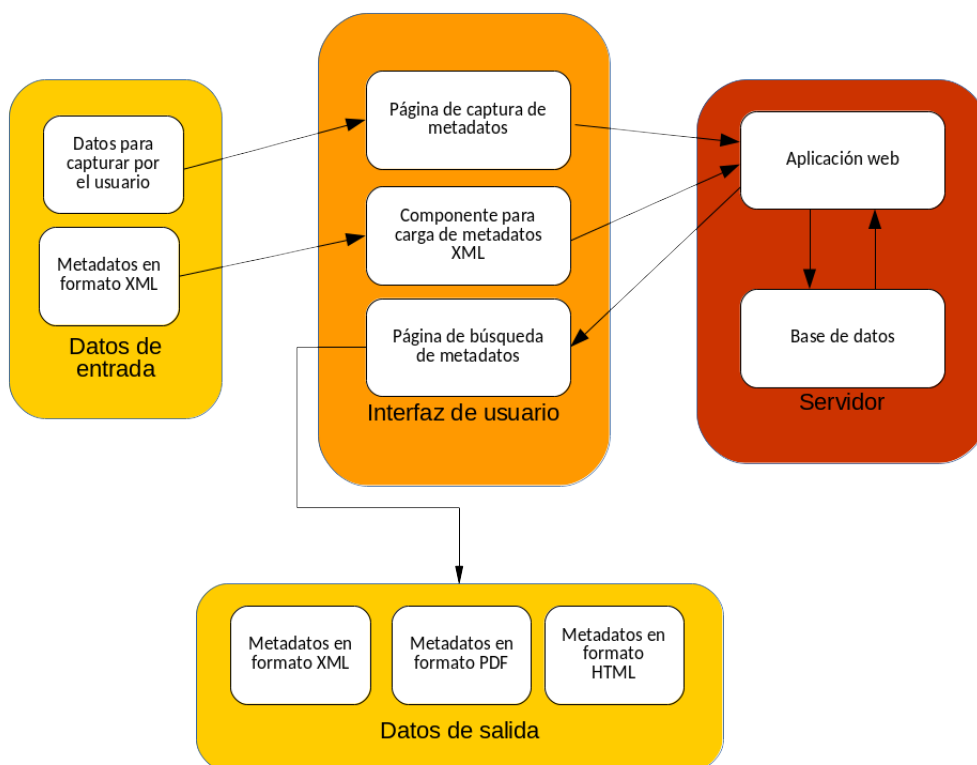 Datos para
capturar por
el usuario
Metadatos en
formato XML
Datos de
entrada
Página de captura de
metadatos
Componente para
carga de metadatos
XML
Página de búsqueda
de metadatos
Interfaz de usuario
Aplicación web
Base de datos
Servidor
Metadatos en
formato XML
Metadatos en
formato PDF
Metadatos en
formato
HTML
Datos de salida